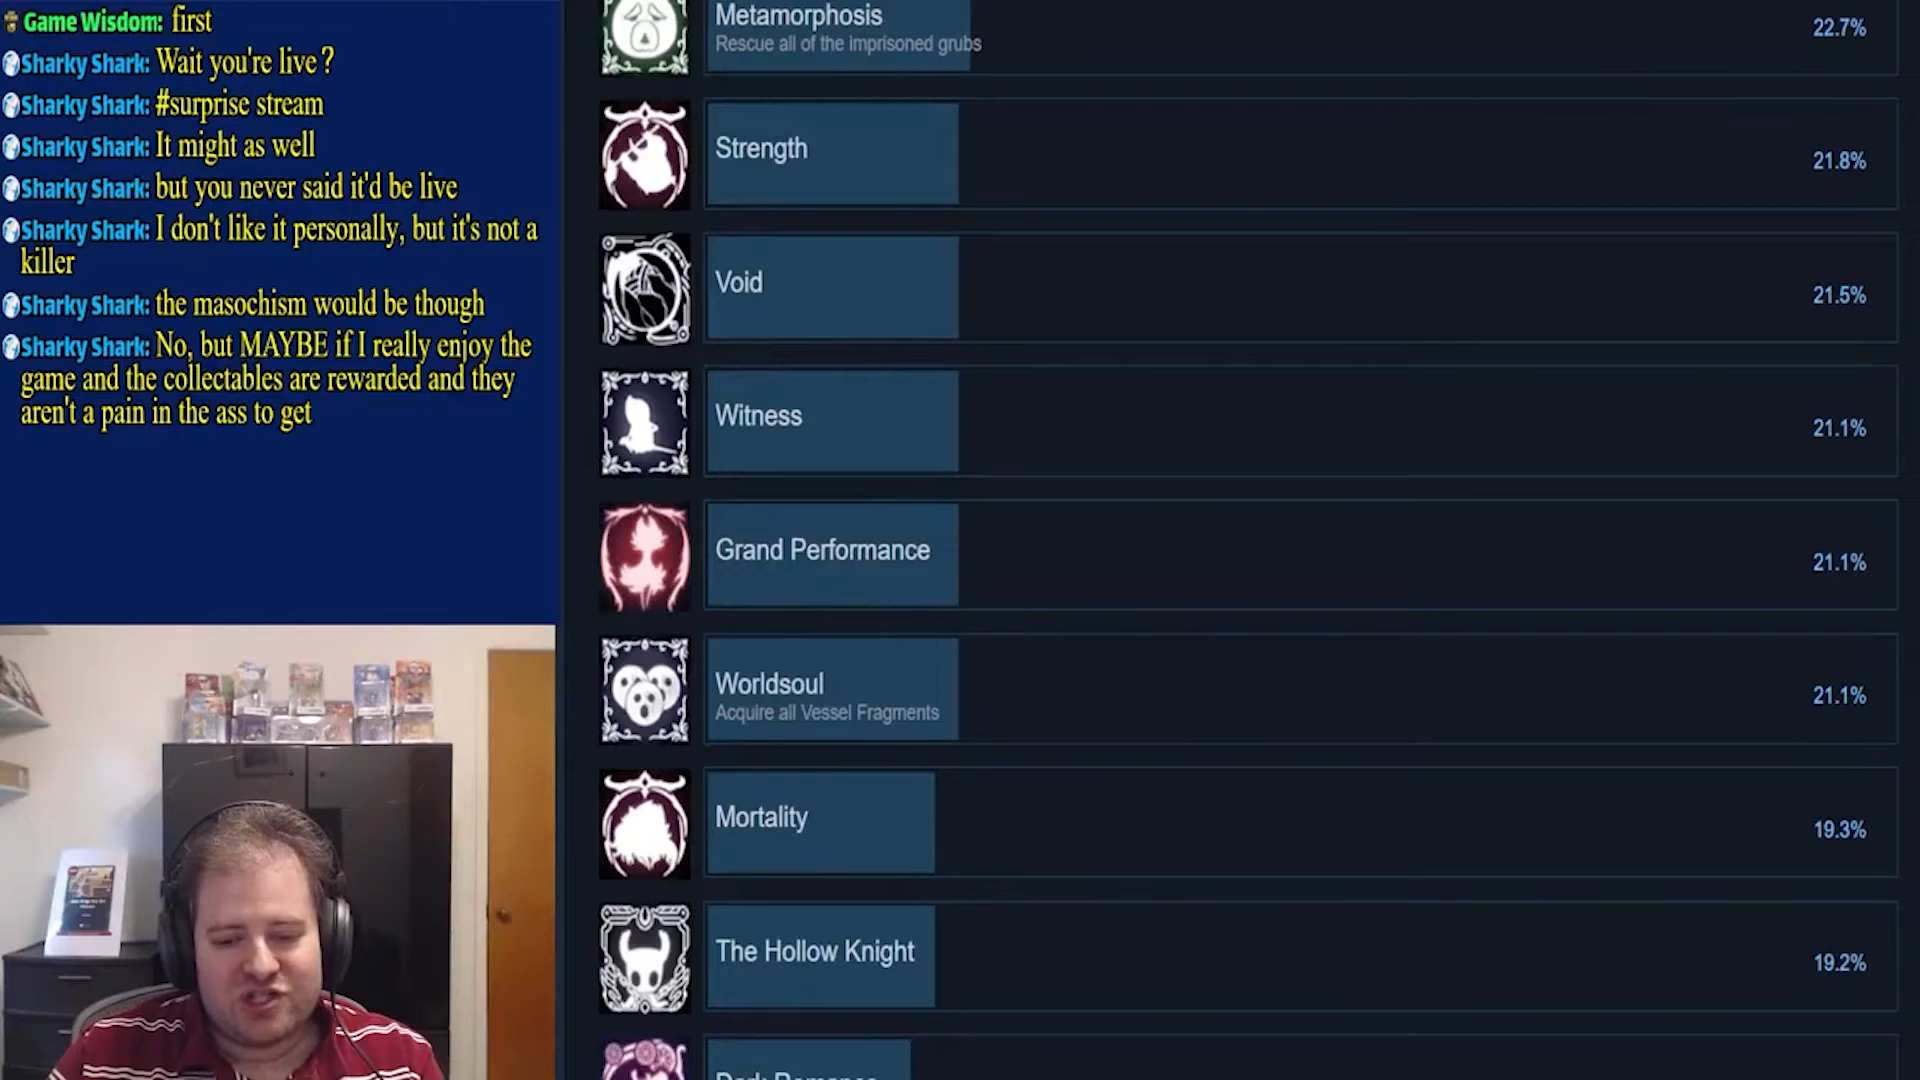 Game Wisdom: first
Sharky Shark: Wait you're live?
Sharky Shark: #surprise stream
Sharky Shark: It might as well
Sharky Shark: but you never said it'd be live
Sharky Shark: I don't like it personally, but it's not a
killer
Sharky Shark: the masochism would be though
Sharky Shark: No, but MAYBE if I really enjoy the
game and the collectables are rewarded and they
aren't a pain in the ass to get
Metamorphosis
Rescue all of the imprisoned grubs
22.7%
Strength
21.8%
Void
21.5%
Witness
21.1%
Grand Performance
21.1%
Worldsoul
Acquire all Vessel Fragments
21.1%
Mortality
19.3%
The Hollow Knight
19.2%
Dark Romance